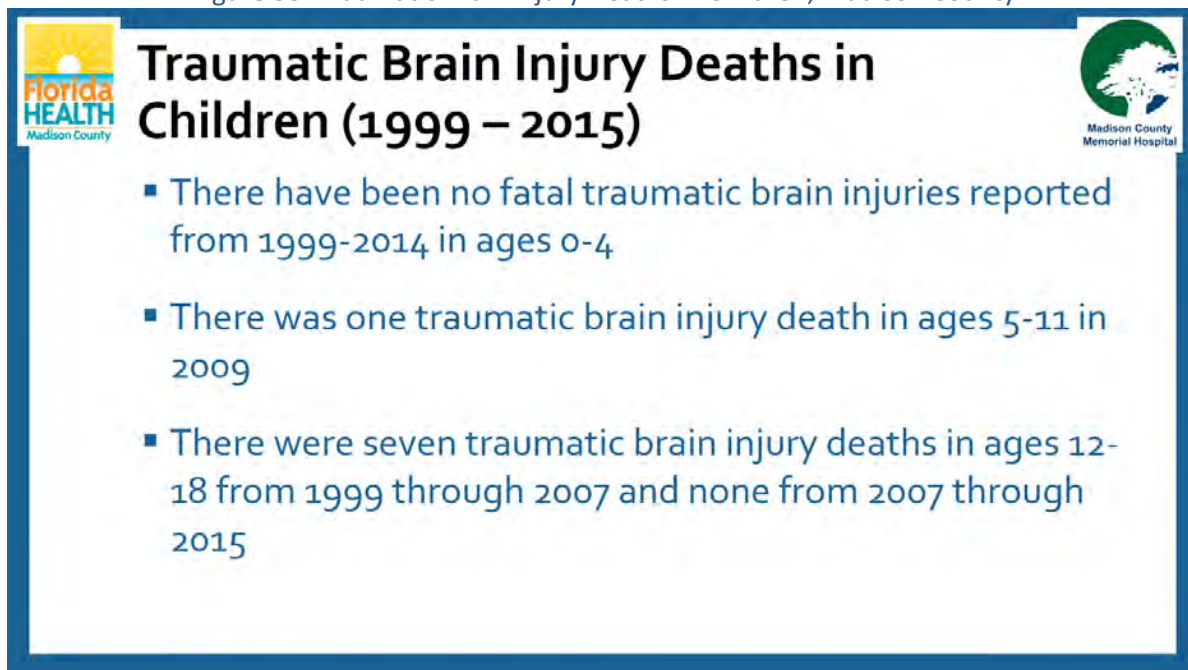 Traumatic Brain Injury Deaths in
Children (1999 – 2015)
Florida
HEALTH
Madison County
Madison County
Memorial Hospital
▪ There have been no fatal traumatic brain injuries reported
from 1999-2014 in ages 0-4
▪ There was one traumatic brain injury death in ages 5-11 in
2009
▪ There were seven traumatic brain injury deaths in ages 12-
18 from 1999 through 2007 and none from 2007 through
2015